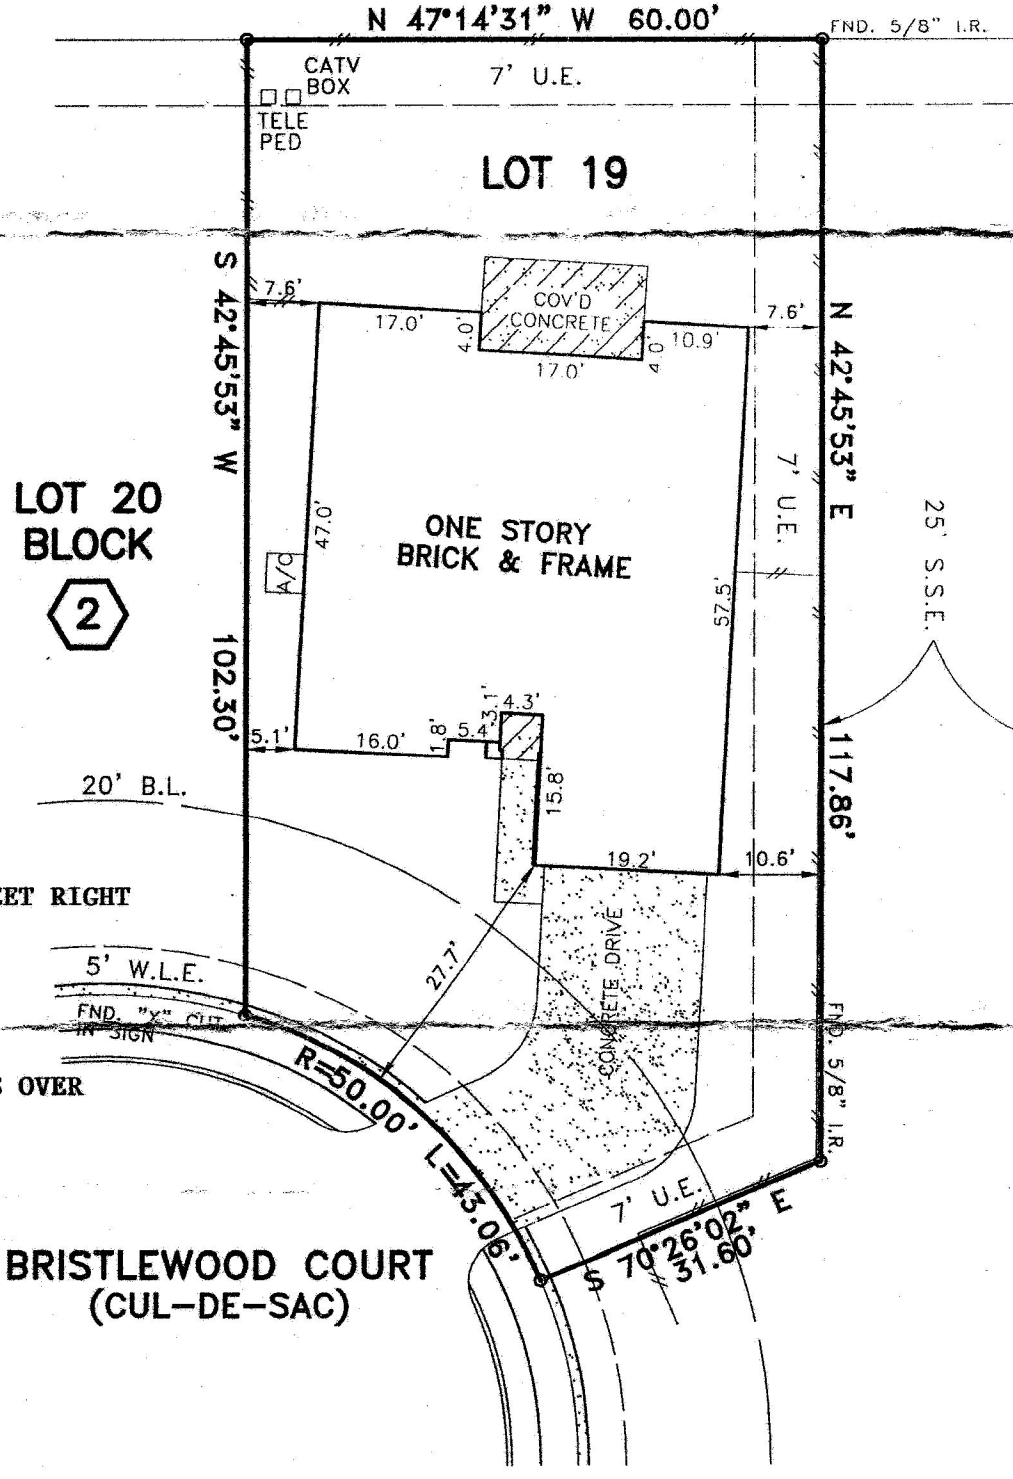 N 47°14'31" W 60.00'
FND. 5/8" I.R.
CATV
BOX
7' U.E.
TELE
PED
LOT 19
S 42°45'53" W
102.30'
N 42°45'53" E
117.86'
7.6'
17.0'
4.0'
COV'D
CONCRETE
17.0'
4.0
10.9'
7.6'
7' U.E.
25' S.S.E.
47.0'
LOT 20
BLOCK
2
ONE STORY
BRICK & FRAME
A/C
57.5'
5.1'
16.0'
1.8'
5.4'
3.1'
4.3'
15.8'
20' B.L.
19.2'
10.6'
EET RIGHT
27.7'
CONCRETE DRIVE
5' W.L.E.
FND. "X" CUT
IN SIGN
FND. 5/8" I.R.
S OVER
R=50.00' L=43.06'
7' U.E.
S 70°26'02" E
31.60'
BRISTLEWOOD COURT
(CUL-DE-SAC)